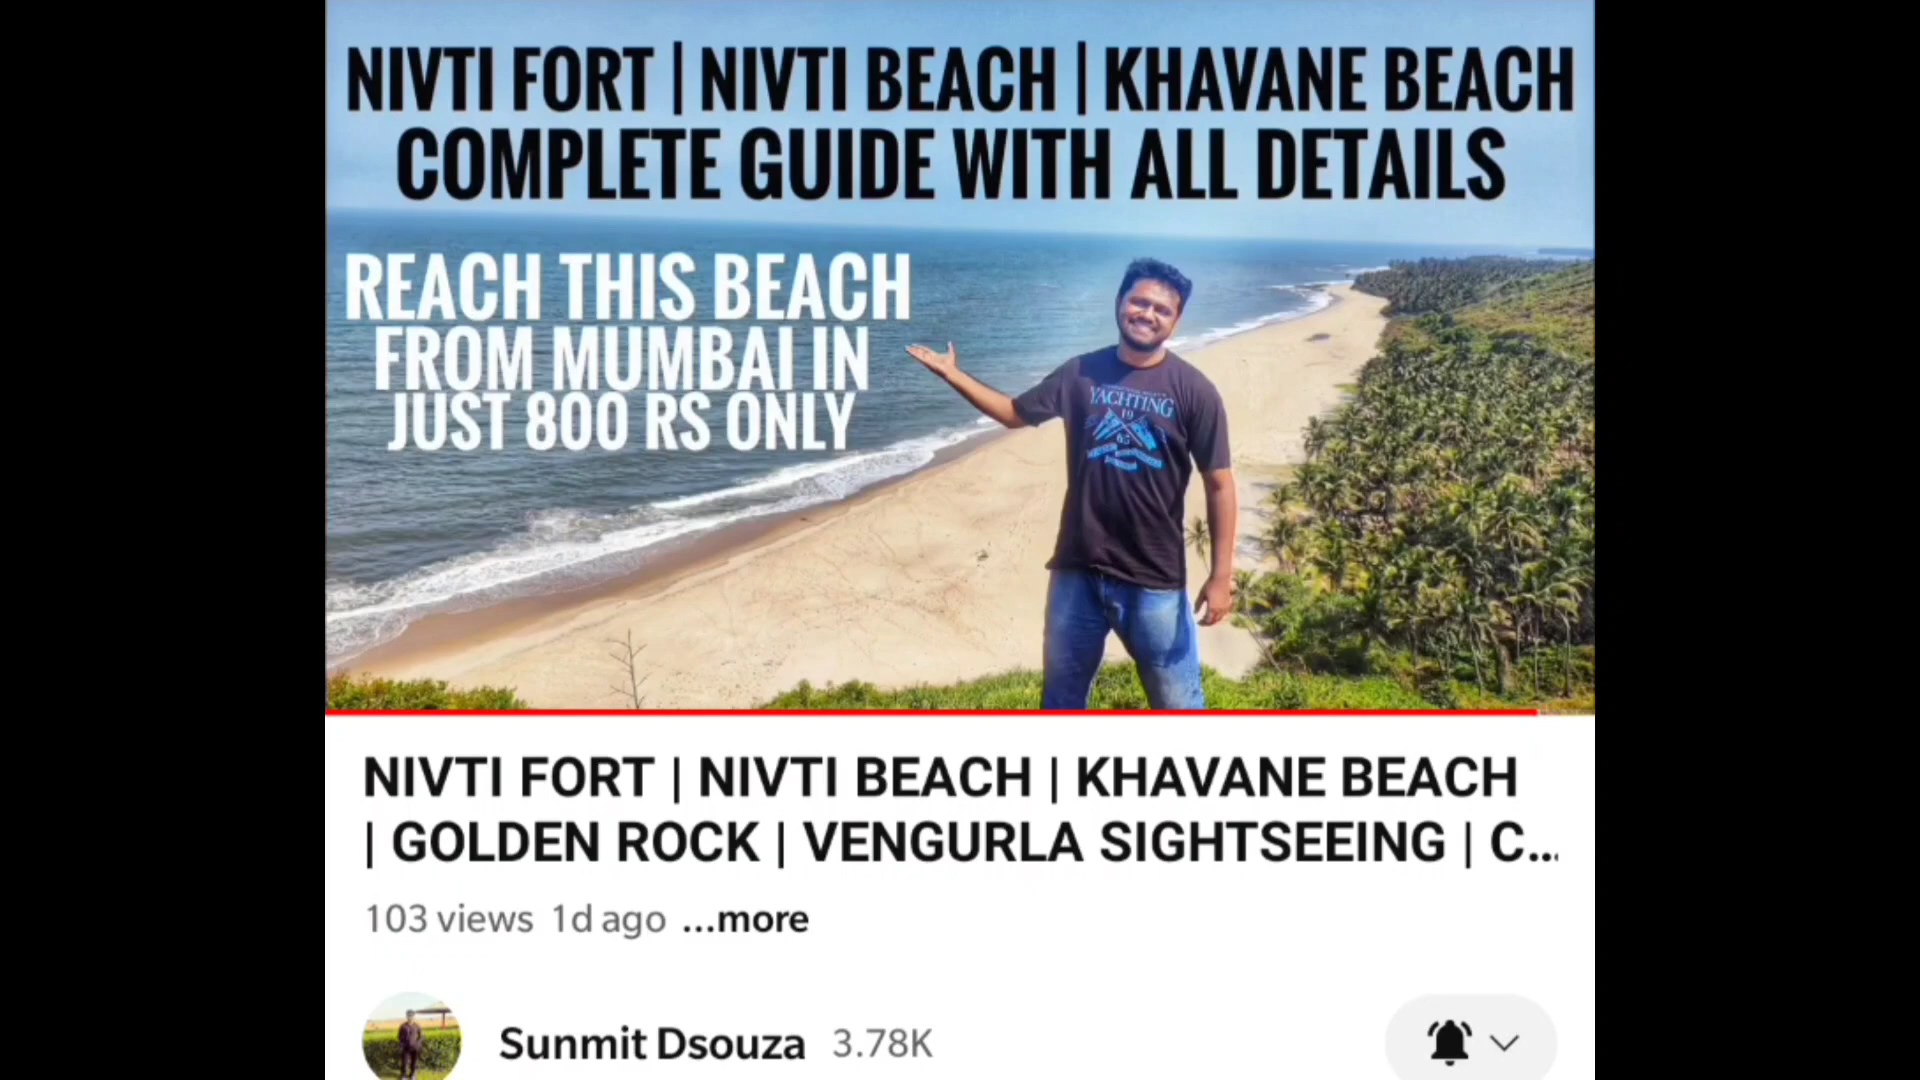 NIVTI FORT | NIVTI BEACH | KHAVANE BEACH
COMPLETE GUIDE WITH ALL DETAILS
REACH THIS BEACH
FROM MUMBAI IN
JUST 800 RS ONLY
YACHTING
19
65
NIVTI FORT | NIVTI BEACH | KHAVANE BEACH
| GOLDEN ROCK | VENGURLA SIGHTSEEING | C...
103 views 1d ago ...more
Sunmit Dsouza 3.78K